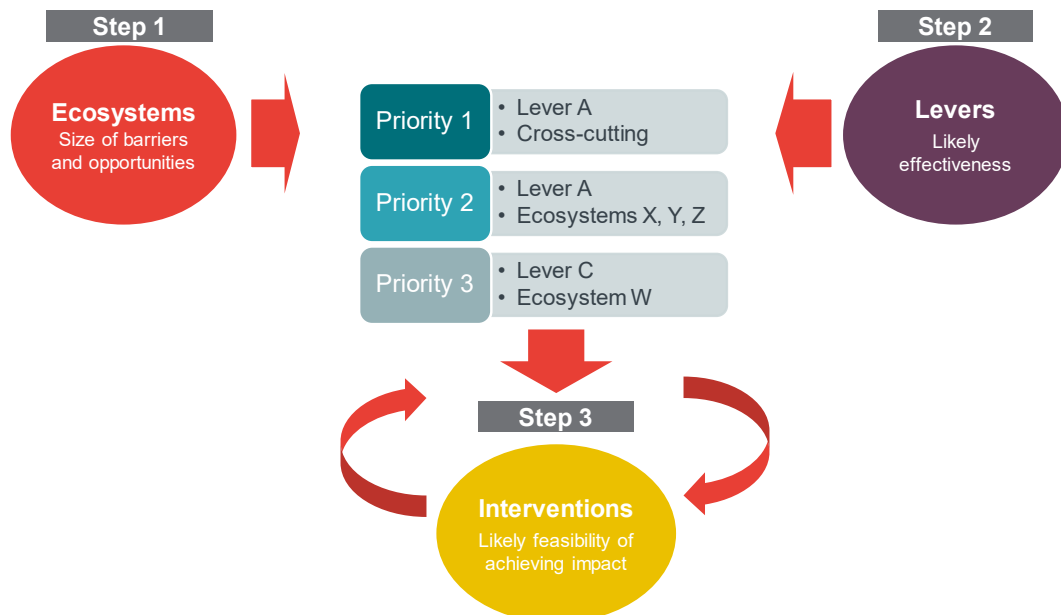 Step 1
Ecosystems
Size of barriers
and opportunities
Step 2
Levers
Likely
effectiveness
Priority 1
• Lever A
• Cross-cutting
Priority 2
• Lever A
• Ecosystems X, Y, Z
Priority 3
• Lever C
• Ecosystem W
Step 3
Interventions
Likely feasibility of
achieving impact